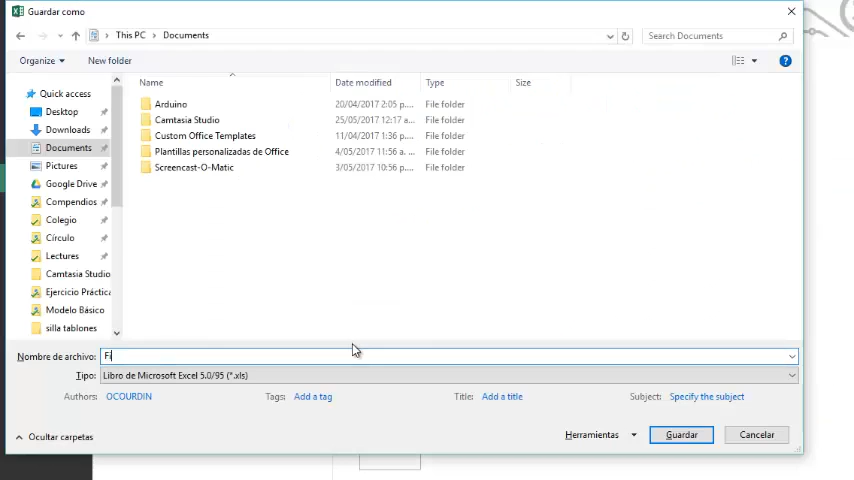 Guardar como
This PC > Documents
Search Documents
Organize
New folder
Name
Date modified
Type
Size
Quick access
Desktop
Downloads
Documents
Pictures
Google Drive
Compendios
Colegio
Círculo
Lectures
Camtasia Studio
Ejercicio Práctica
Modelo Básico
silla tablones
Arduino 20/04/2017 2:05 p.... File folder
Camtasia Studio 25/05/2017 12:17 a... File folder
Custom Office Templates 11/04/2017 1:36 p... File folder
Plantillas personalizadas de Office 4/05/2017 11:56 a. ... File folder
Screencast-O-Matic 3/05/2017 10:56 p... File folder
Nombre de archivo: Fi
Tipo: Libro de Microsoft Excel 5.0/95 (*.xls)
Authors: OCOURDIN Tags: Add a tag Title: Add a title Subject: Specify the subject
Ocultar carpetas Herramientas Guardar Cancelar